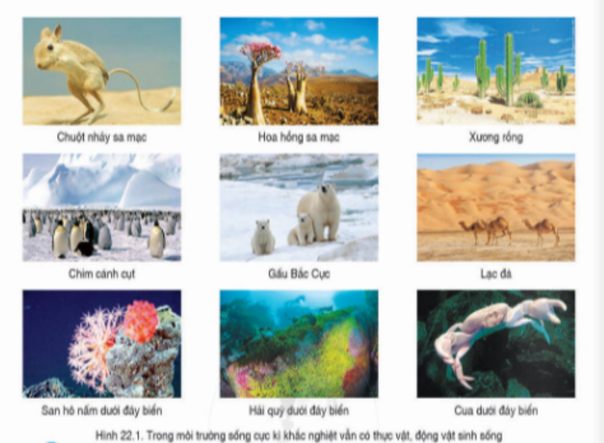 Chuột nhảy sa mạc
Hoa hồng sa mạc
Xương rồng
Chim cánh cụt
Gấu Bắc Cực
Lạc đà
San hô nấm dưới đáy biển
Hải quỳ dưới đáy biển
Cua dưới đáy biển
Hình 22.1. Trong môi trường sống cực kì khắc nghiệt vẫn có thực vật, động vật sinh sống